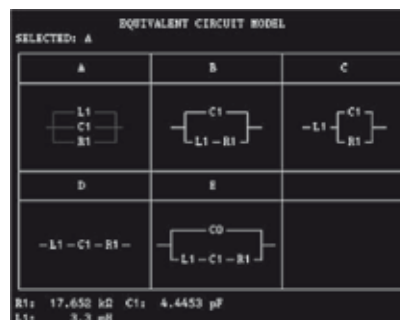 EQUIVALENT CIRCUIT MODEL
SELECTED: A
A B C
L1 C1 C1
C1 L1 R1 L1
R1 R1
D E
C0
L1 C1 R1 L1 C1 R1
R1: 17.652 kΩ C1: 4.4453 pF
L1: 3.3 mH